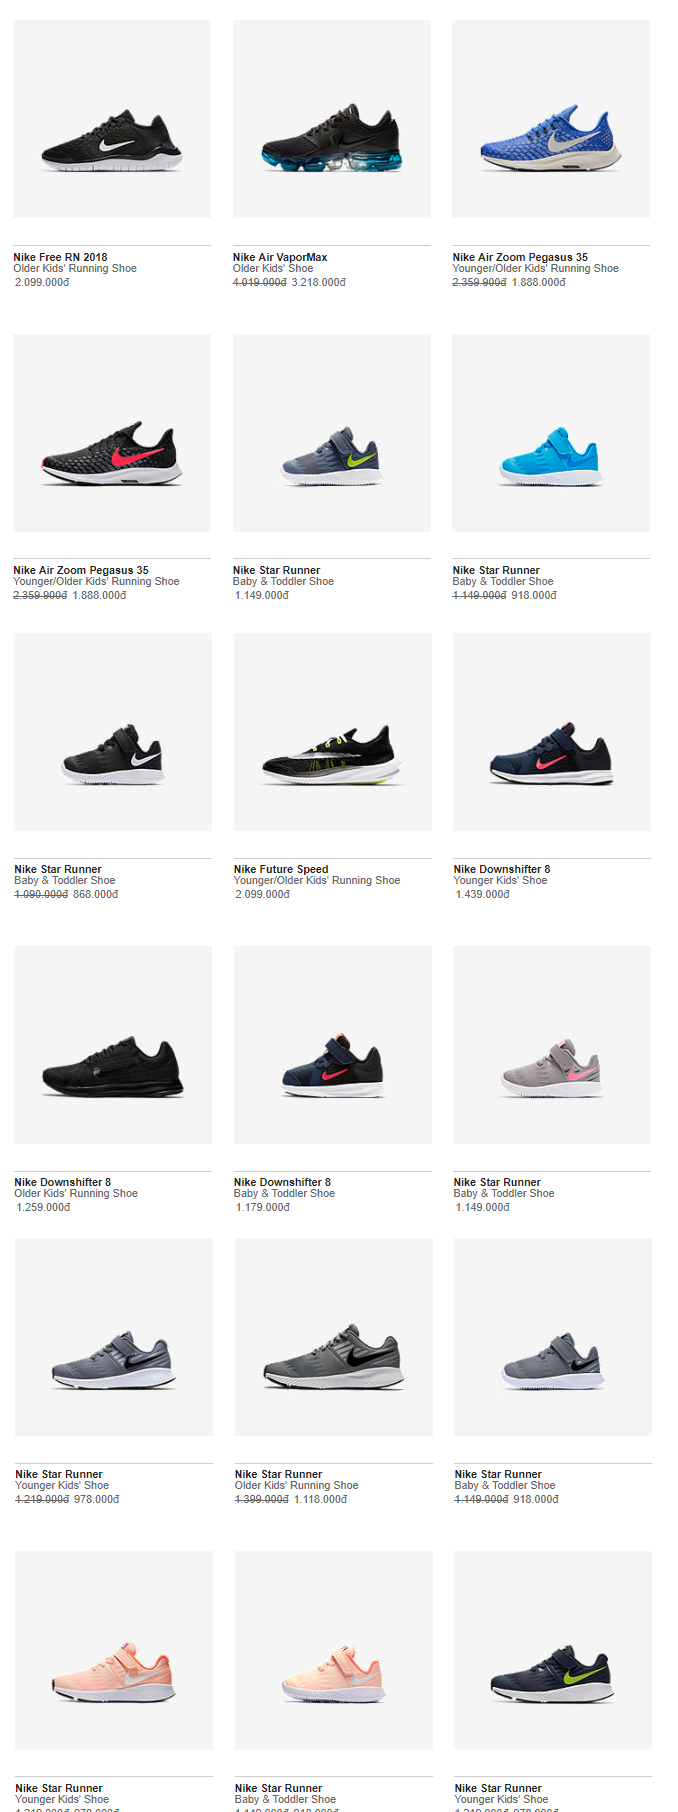 Nike Free RN 2018
Older Kids' Running Shoe
2.099.000đ
Nike Air VaporMax
Older Kids' Shoe
4.019.000đ 3.218.000đ
Nike Air Zoom Pegasus 35
Younger/Older Kids' Running Shoe
2.359.900đ 1.888.000đ
Nike Air Zoom Pegasus 35
Younger/Older Kids' Running Shoe
2.359.900đ 1.888.000đ
Nike Star Runner
Baby & Toddler Shoe
1.149.000đ
Nike Star Runner
Baby & Toddler Shoe
1.149.000đ 918.000đ
Nike Star Runner
Baby & Toddler Shoe
1.090.000đ 868.000đ
Nike Future Speed
Younger/Older Kids' Running Shoe
2.099.000đ
Nike Downshifter 8
Younger Kids' Shoe
1.439.000đ
Nike Downshifter 8
Older Kids' Running Shoe
1.259.000đ
Nike Downshifter 8
Baby & Toddler Shoe
1.179.000đ
Nike Star Runner
Baby & Toddler Shoe
1.149.000đ
Nike Star Runner
Younger Kids' Shoe
1.219.000đ 978.000đ
Nike Star Runner
Older Kids' Running Shoe
1.399.000đ 1.118.000đ
Nike Star Runner
Baby & Toddler Shoe
1.149.000đ 918.000đ
Nike Star Runner
Younger Kids' Shoe
Nike Star Runner
Baby & Toddler Shoe
Nike Star Runner
Younger Kids' Shoe